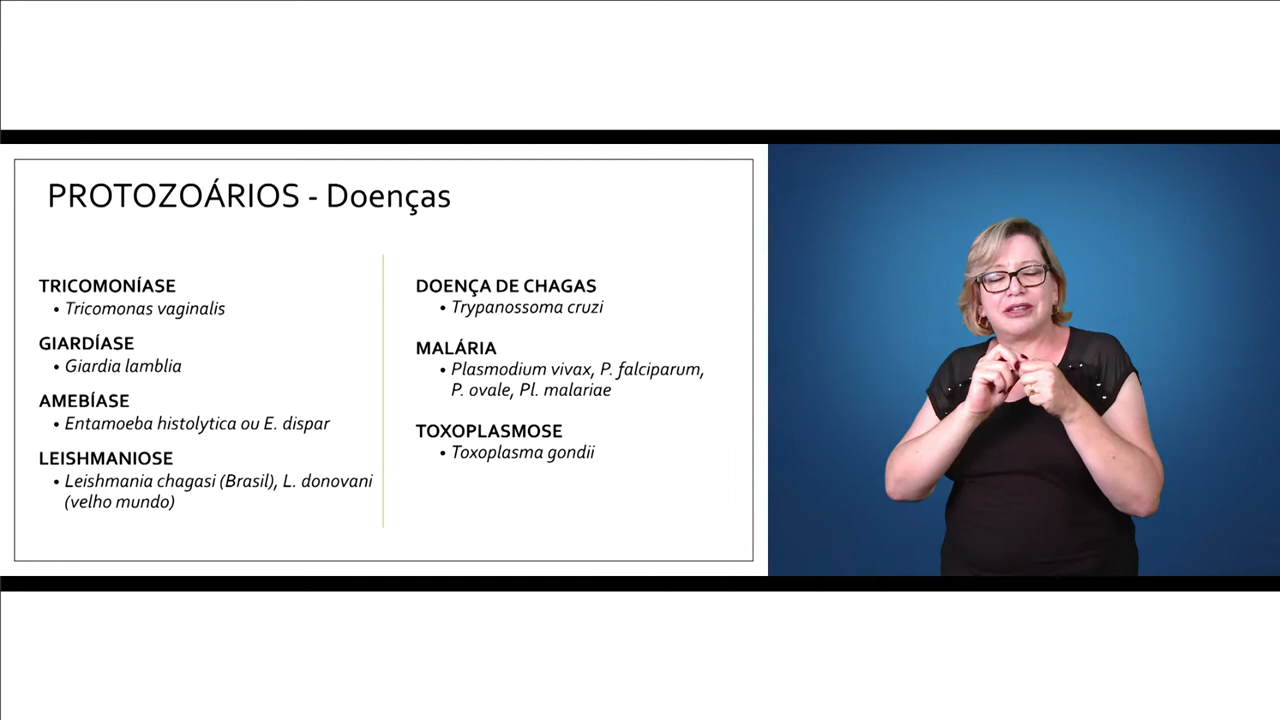 PROTOZOÁRIOS - Doenças
TRICOMONÍASE
• Tricomonas vaginalis
GIARDÍASE
• Giardia lamblia
AMEBÍASE
• Entamoeba histolytica ou E. dispar
LEISHMANIOSE
• Leishmania chagasi (Brasil), L. donovani
(velho mundo)
DOENÇA DE CHAGAS
• Trypanossoma cruzi
MALÁRIA
• Plasmodium vivax, P. falciparum,
P. ovale, Pl. malariae
TOXOPLASMOSE
• Toxoplasma gondii